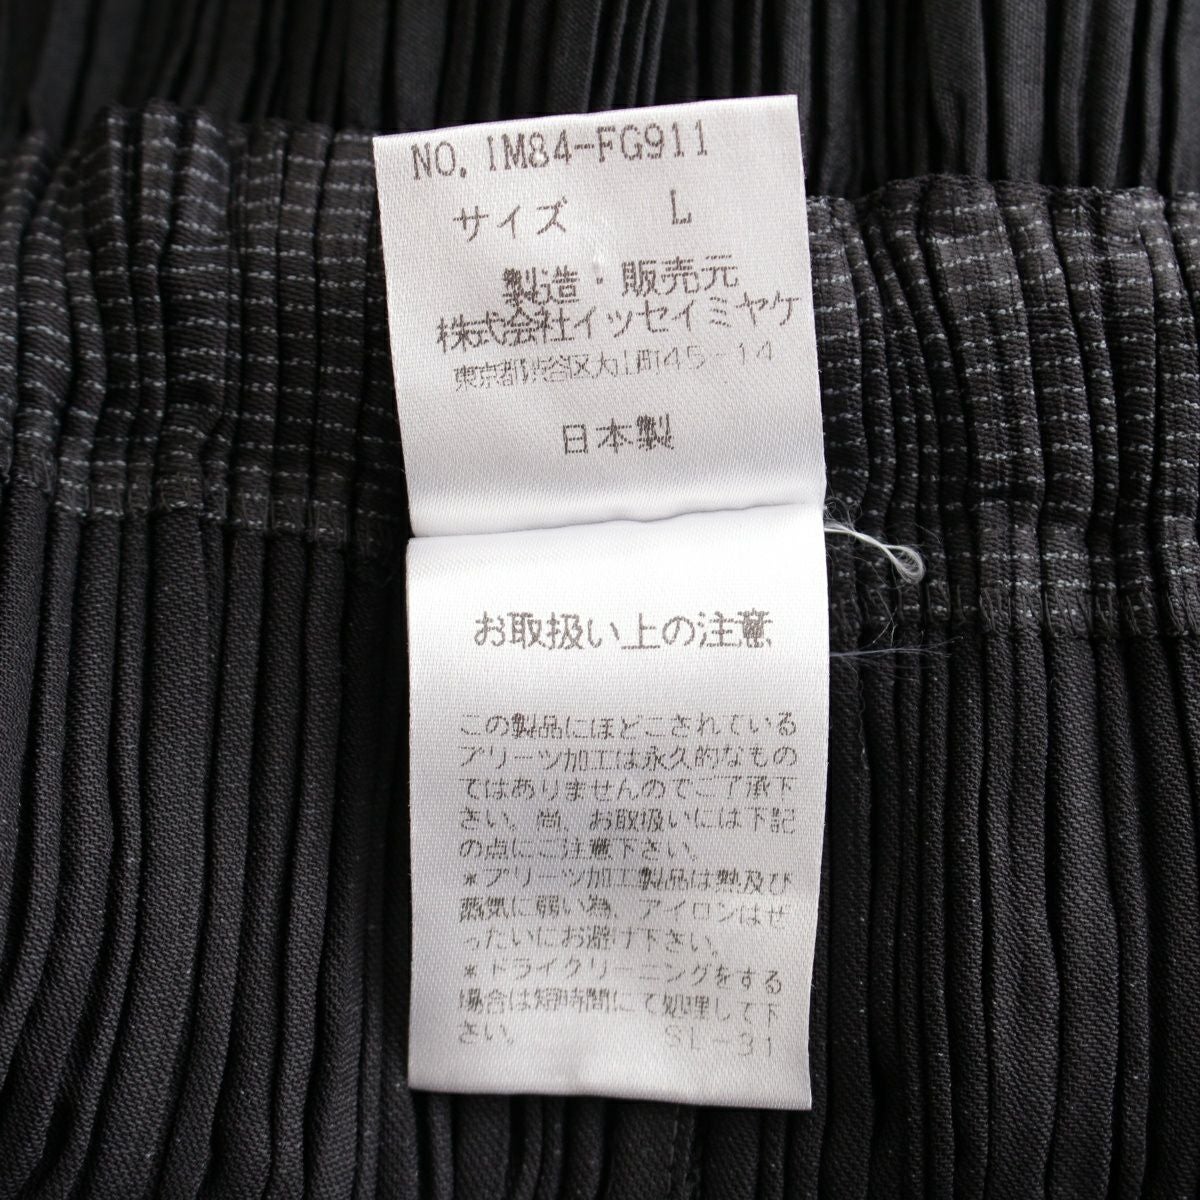 NO. IM84-FG911
サイズ L
製造・販売元
株式会社イッセイミヤケ
東京都渋谷区大山町45-14
日本製
お取扱い上の注意
この製品にほどこされている
プリーツ加工は永久的なもの
ではありませんのでご了承下
さい。尚、お取扱いには下記
の点にご注意下さい。
*プリーツ加工製品は熱及び
蒸気に弱い為、アイロンはぜ
ったいにお避け下さい。
*ドライクリーニングをする
場合は短時間にて処理して下
さい。 SL-31